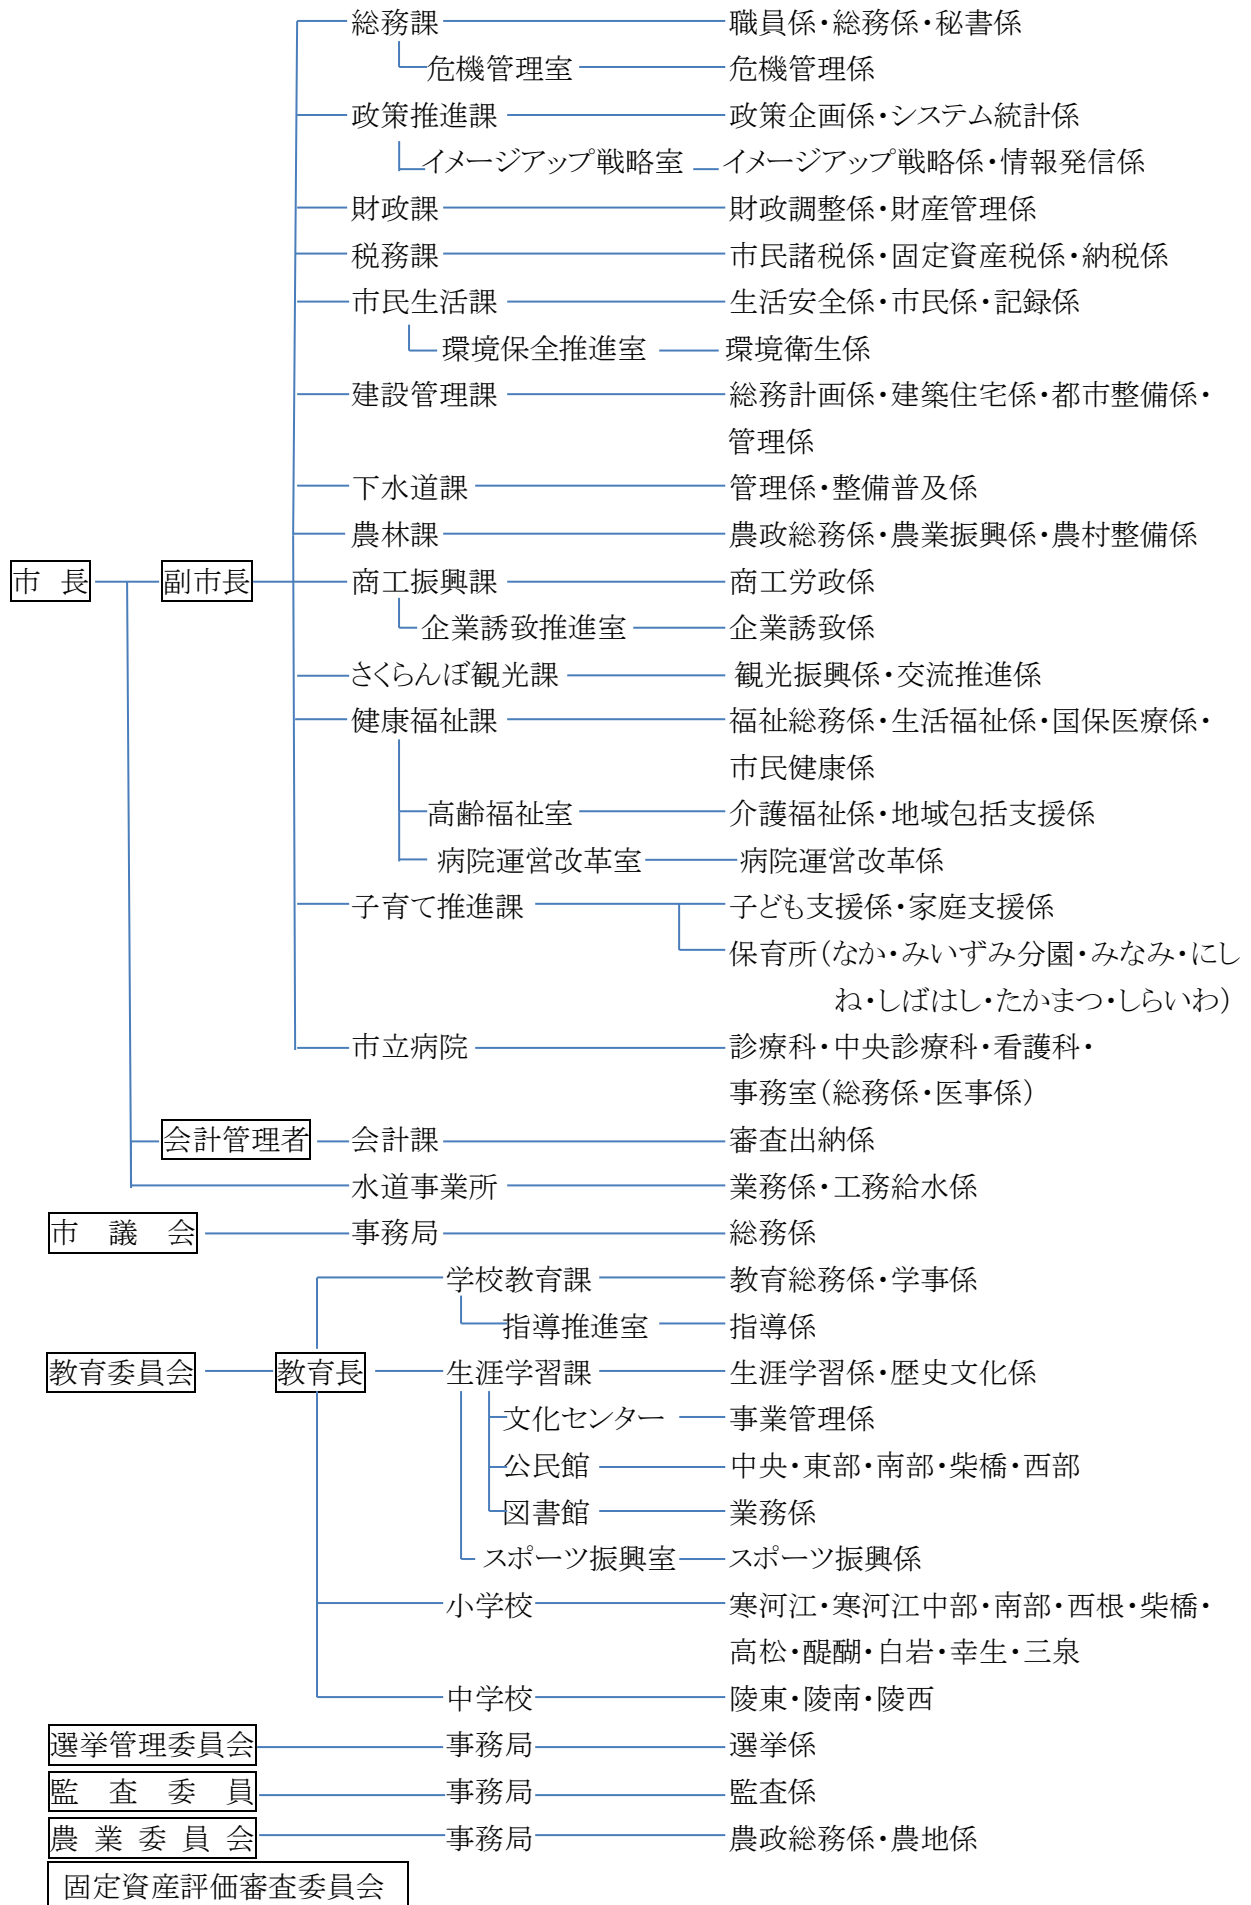 総務課 職員係・総務係・秘書係
危機管理室 危機管理係
政策推進課 政策企画係・システム統計係
イメージアップ戦略室 イメージアップ戦略係・情報発信係
財政課 財政調整係・財産管理係
税務課 市民諸税係・固定資産税係・納税係
市民生活課 生活安全係・市民係・記録係
環境保全推進室 環境衛生係
建設管理課 総務計画係・建築住宅係・都市整備係・
管理係
下水道課 管理係・整備普及係
農林課 農政総務係・農業振興係・農村整備係
市 長 副市長 商工振興課 商工労政係
企業誘致推進室 企業誘致係
さくらんぼ観光課 観光振興係・交流推進係
健康福祉課 福祉総務係・生活福祉係・国保医療係・
市民健康係
高齢福祉室 介護福祉係・地域包括支援係
病院運営改革室 病院運営改革係
子育て推進課 子ども支援係・家庭支援係
保育所(なか・みいずみ分園・みなみ・にし
ね・しばはし・たかまつ・しらいわ)
市立病院 診療科・中央診療科・看護科・
事務室(総務係・医事係)
会計管理者 会計課 審査出納係
水道事業所 業務係・工務給水係
市 議 会 事務局 総務係
学校教育課 教育総務係・学事係
指導推進室 指導係
教育委員会 教育長 生涯学習課 生涯学習係・歴史文化係
文化センター 事業管理係
公民館 中央・東部・南部・柴橋・西部
図書館 業務係
スポーツ振興室 スポーツ振興係
小学校 寒河江・寒河江中部・南部・西根・柴橋・
高松・醍醐・白岩・幸生・三泉
中学校 陵東・陵南・陵西
選挙管理委員会 事務局 選挙係
監 査 委 員 事務局 監査係
農 業 委 員 会 事務局 農政総務係・農地係
固定資産評価審査委員会